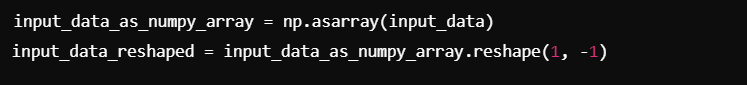 input_data_as_numpy_array = np.asarray(input_data)
input_data_reshaped = input_data_as_numpy_array.reshape(1, -1)